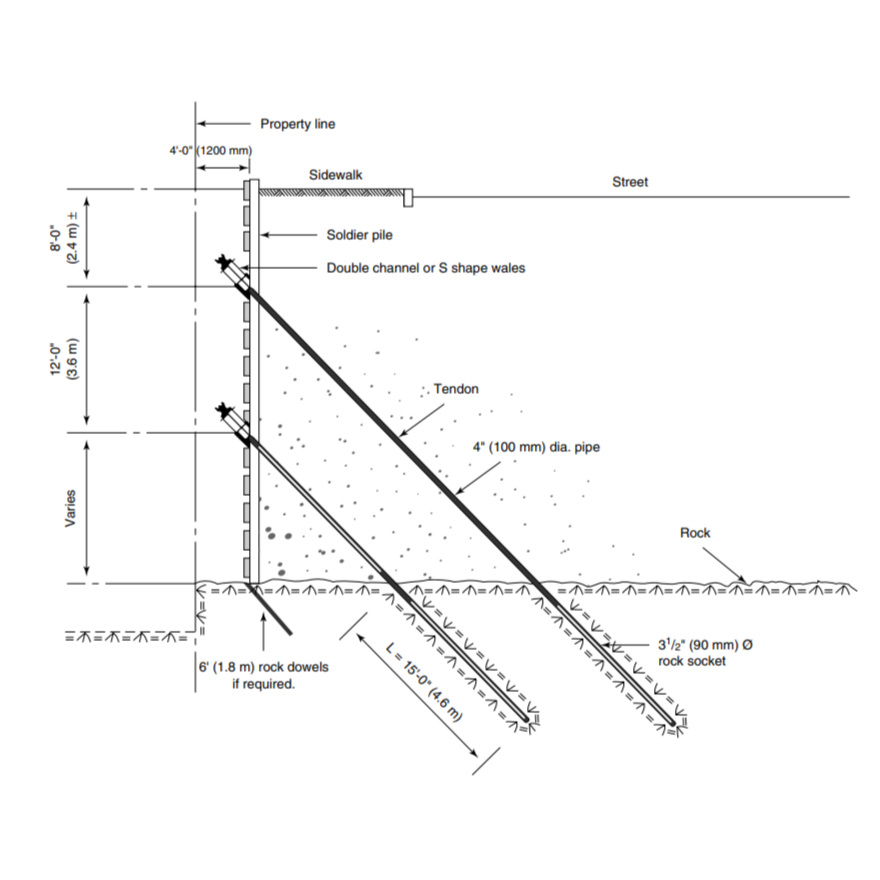 Property line
4'-0" (1200 mm)
Sidewalk
Street
8'-0"
(2.4 m) ±
Soldier pile
Double channel or S shape wales
12'-0"
(3.6 m)
Tendon
4" (100 mm) dia. pipe
Varies
Rock
3 1/2" (90 mm) Ø
rock socket
6' (1.8 m) rock dowels
if required.
L = 15'-0" (4.6 m)